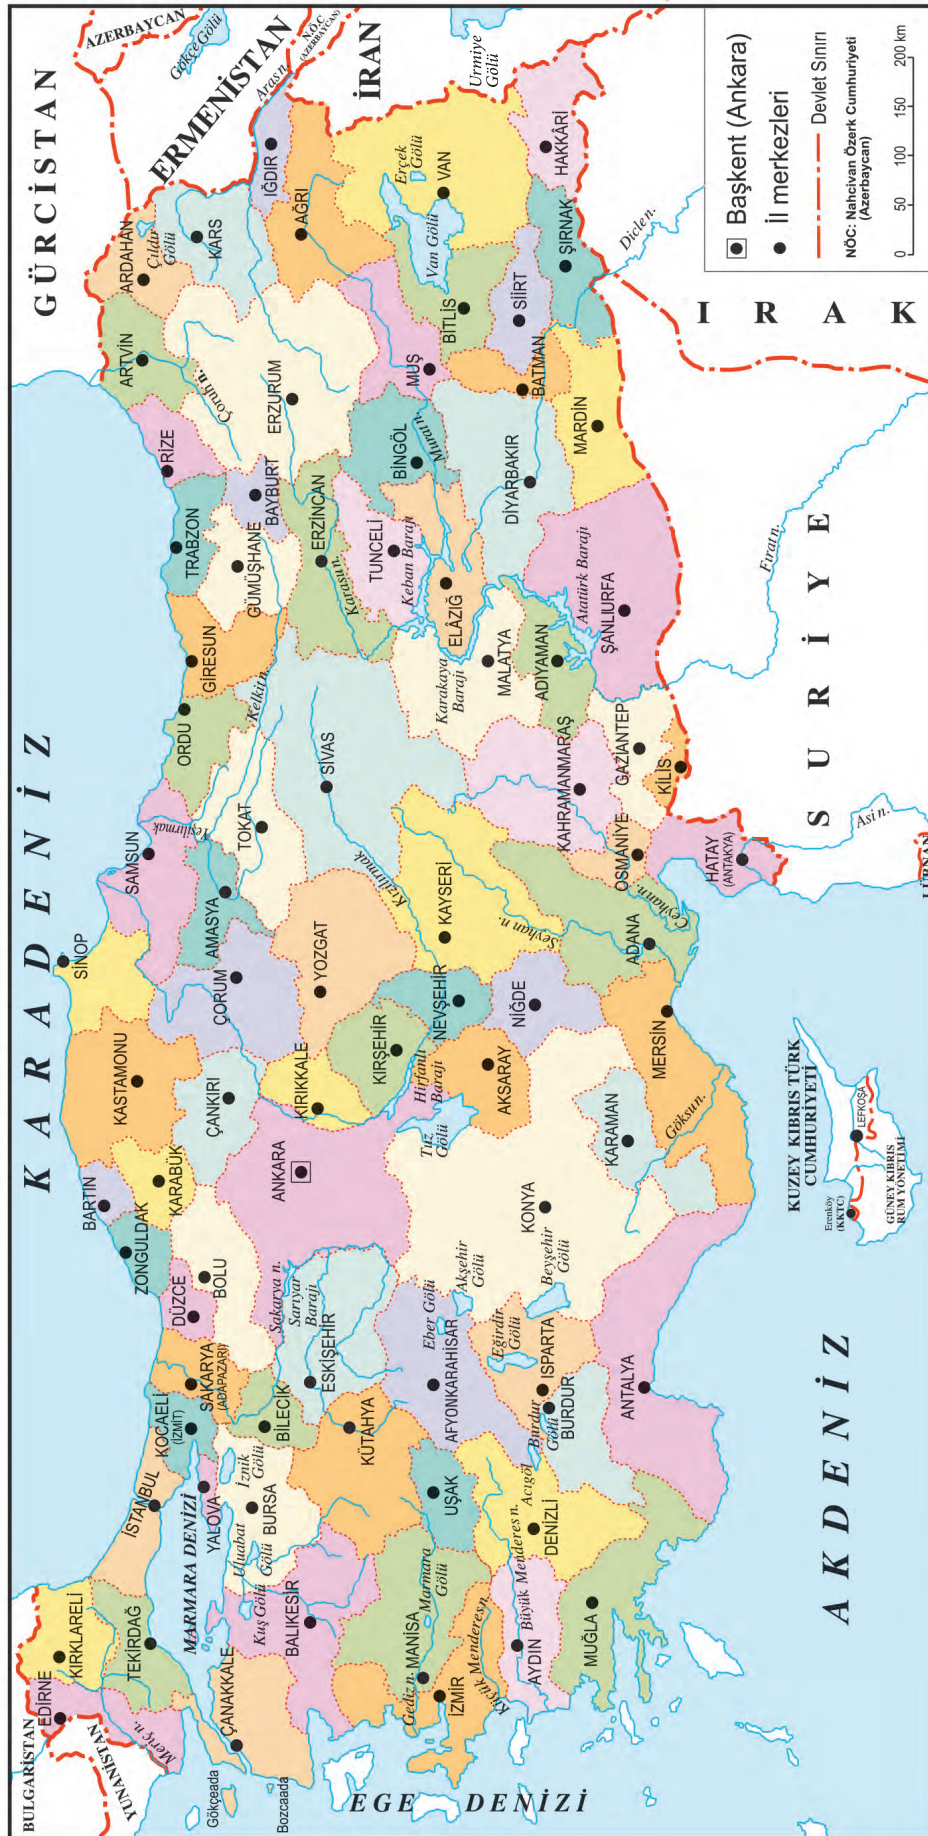 KARADENİZ
GÜRCİSTAN
AZERBAYCAN
Gökçe Gölü
ERMENİSTAN
N.Ö.C
(AZERBAYCAN)
Aras n.
İRAN
Urmiye
Gölü
BULGARİSTAN
YUNANİSTAN
EDİRNE
Meriç n.
KIRKLARELİ
TEKİRDAĞ
İSTANBUL
MARMARA DENİZİ
KOCAELİ
(İZMİT)
YALOVA
SAKARYA
(ADAPAZARI)
DÜZCE
ZONGULDAK
BARTIN
KARABÜK
BOLU
KASTAMONU
SİNOP
ÇANKIRI
ÇORUM
SAMSUN
AMASYA
Yeşilırmak
TOKAT
ORDU
Kelkit n.
GİRESUN
TRABZON
GÜMÜŞHANE
RİZE
BAYBURT
ARTVİN
Çoruh n.
ARDAHAN
Çıldır
Gölü
KARS
IĞDIR
AĞRI
ERZURUM
ERZİNCAN
Karasu n.
Gökçeada
Bozcaada
ÇANAKKALE
Kuş Gölü
Uluabat
Gölü
İznik
Gölü
BURSA
BALIKESİR
BİLECİK
ESKİŞEHİR
Sakarya n.
Sarıyar
Barajı
ANKARA
KIRIKKALE
YOZGAT
KIRŞEHİR
Hirfanlı
Barajı
Kızılırmak
SİVAS
TUNCELİ
Keban Barajı
BİNGÖL
Murat n.
MUŞ
Erçek
Gölü
VAN
Van Gölü
BİTLİS
EGE DENİZİ
Gediz n.
MANİSA
Marmara
Gölü
İZMİR
Küçük Menderes n.
UŞAK
KÜTAHYA
AFYONKARAHİSAR
Eber Gölü
Akşehir
Gölü
Tuz
Gölü
AKSARAY
NEVŞEHİR
KAYSERİ
Seyhan n.
NİĞDE
KAHRAMANMARAŞ
Karakaya
Barajı
MALATYA
ELÂZIĞ
ADIYAMAN
DİYARBAKIR
BATMAN
SİİRT
ŞIRNAK
HAKKÂRİ
AYDIN
Büyük Menderes n.
DENİZLİ
Acıgöl
MUĞLA
Burdur
Gölü
BURDUR
ISPARTA
Eğirdir
Gölü
Beyşehir
Gölü
KONYA
ANTALYA
KARAMAN
Göksu n.
MERSİN
ADANA
Ceyhan n.
OSMANİYE
HATAY
(ANTAKYA)
KİLİS
GAZİANTEP
ŞANLIURFA
Atatürk Barajı
MARDİN
Dicle n.
Fırat n.
Asi n.
AKDENİZ
KUZEY KIBRIS TÜRK
CUMHURİYETİ
Erenköy
(KKTC)
LEFKOŞA
GÜNEY KIBRIS
RUM YÖNETİMİ
LÜBNAN
SURİYE
IRAK
Başkent (Ankara)
İl merkezleri
Devlet Sınırı
NÖC: Nahcivan Özerk Cumhuriyeti
(Azerbaycan)
0 50 100 150 200 km